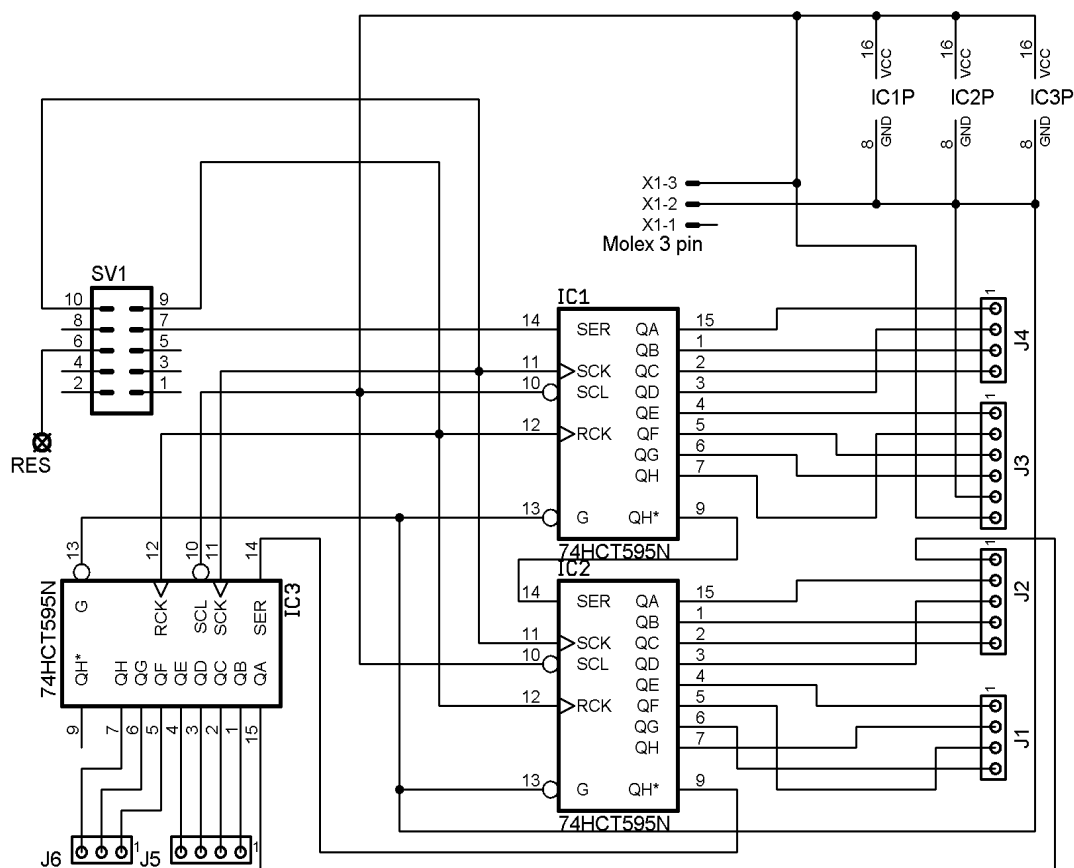 16 VCC 16 VCC 16 VCC
IC1P IC2P IC3P
8 GND 8 GND 8 GND
X1-3
X1-2
X1-1
Molex 3 pin
SV1
10 9
8 7
6 5
4 3
2 1
RES
IC1
14 SER QA 15
QB 1
11 SCK QC 2
10 SCL QD 3
QE 4
12 RCK QF 5
QG 6
QH 7
13 G QH* 9
74HCT595N
1 J4
1 J3
IC2
14 SER QA 15
QB 1
11 SCK QC 2
10 SCL QD 3
QE 4
12 RCK QF 5
QG 6
QH 7
13 G QH* 9
74HCT595N
1 J2
1 J1
13 12 10 11 14
74HCT595N
G RCK SCL SCK SER
IC3
QH* QH QG QF QE QD QC QB QA
9 7 6 5 4 3 2 1 15
J6 1 J5 1